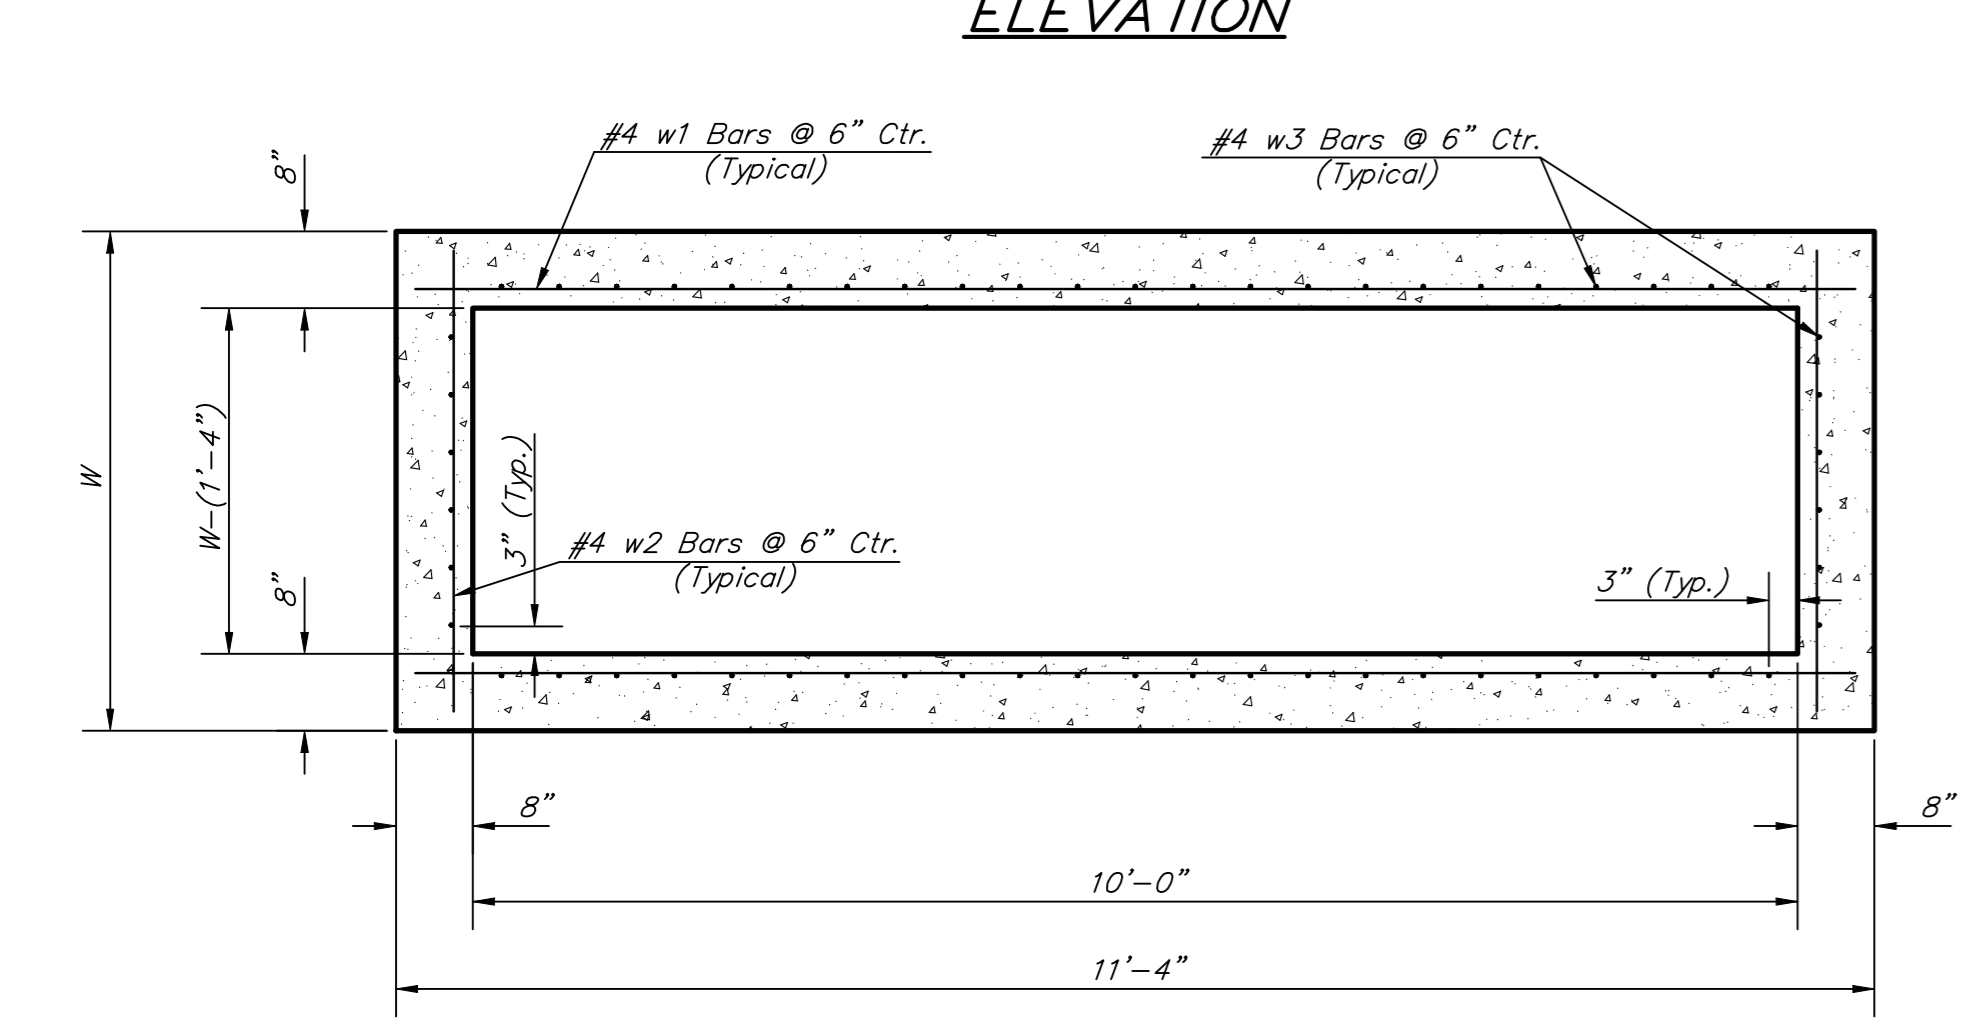 ELEVATION
#4 w1 Bars @ 6" Ctr.
(Typical)
#4 w3 Bars @ 6" Ctr.
(Typical)
8"
W
W-(1'-4")
3" (Typ.)
#4 w2 Bars @ 6" Ctr.
(Typical)
3" (Typ.)
8"
8"
8"
10'-0"
11'-4"